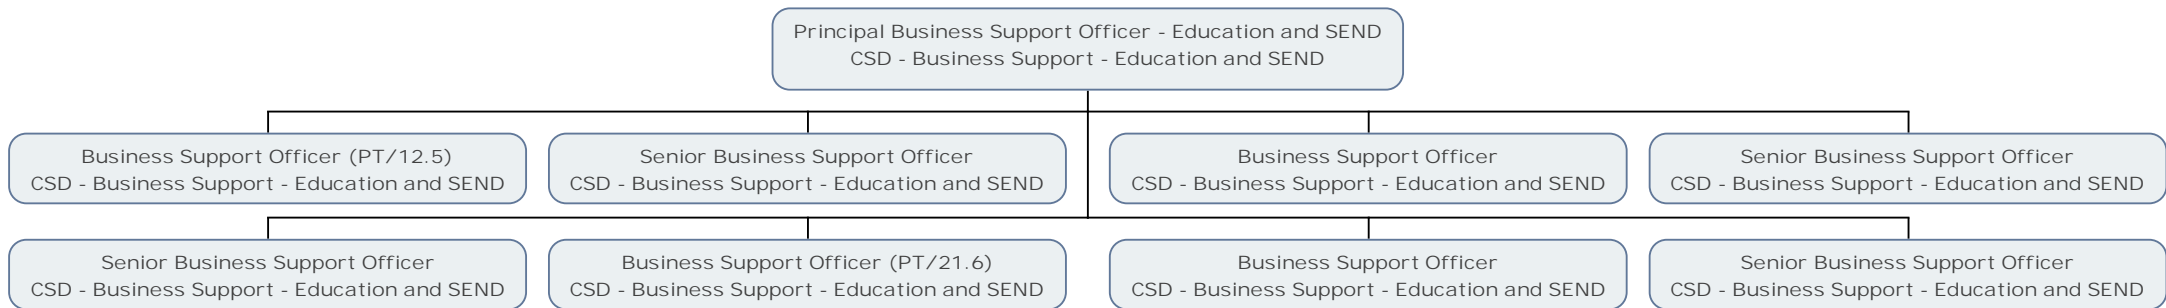 Principal Business Support Officer - Education and SEND
CSD - Business Support - Education and SEND
Business Support Officer (PT/12.5)
CSD - Business Support - Education and SEND
Senior Business Support Officer
CSD - Business Support - Education and SEND
Business Support Officer
CSD - Business Support - Education and SEND
Senior Business Support Officer
CSD - Business Support - Education and SEND
Senior Business Support Officer
CSD - Business Support - Education and SEND
Business Support Officer (PT/21.6)
CSD - Business Support - Education and SEND
Business Support Officer
CSD - Business Support - Education and SEND
Senior Business Support Officer
CSD - Business Support - Education and SEND